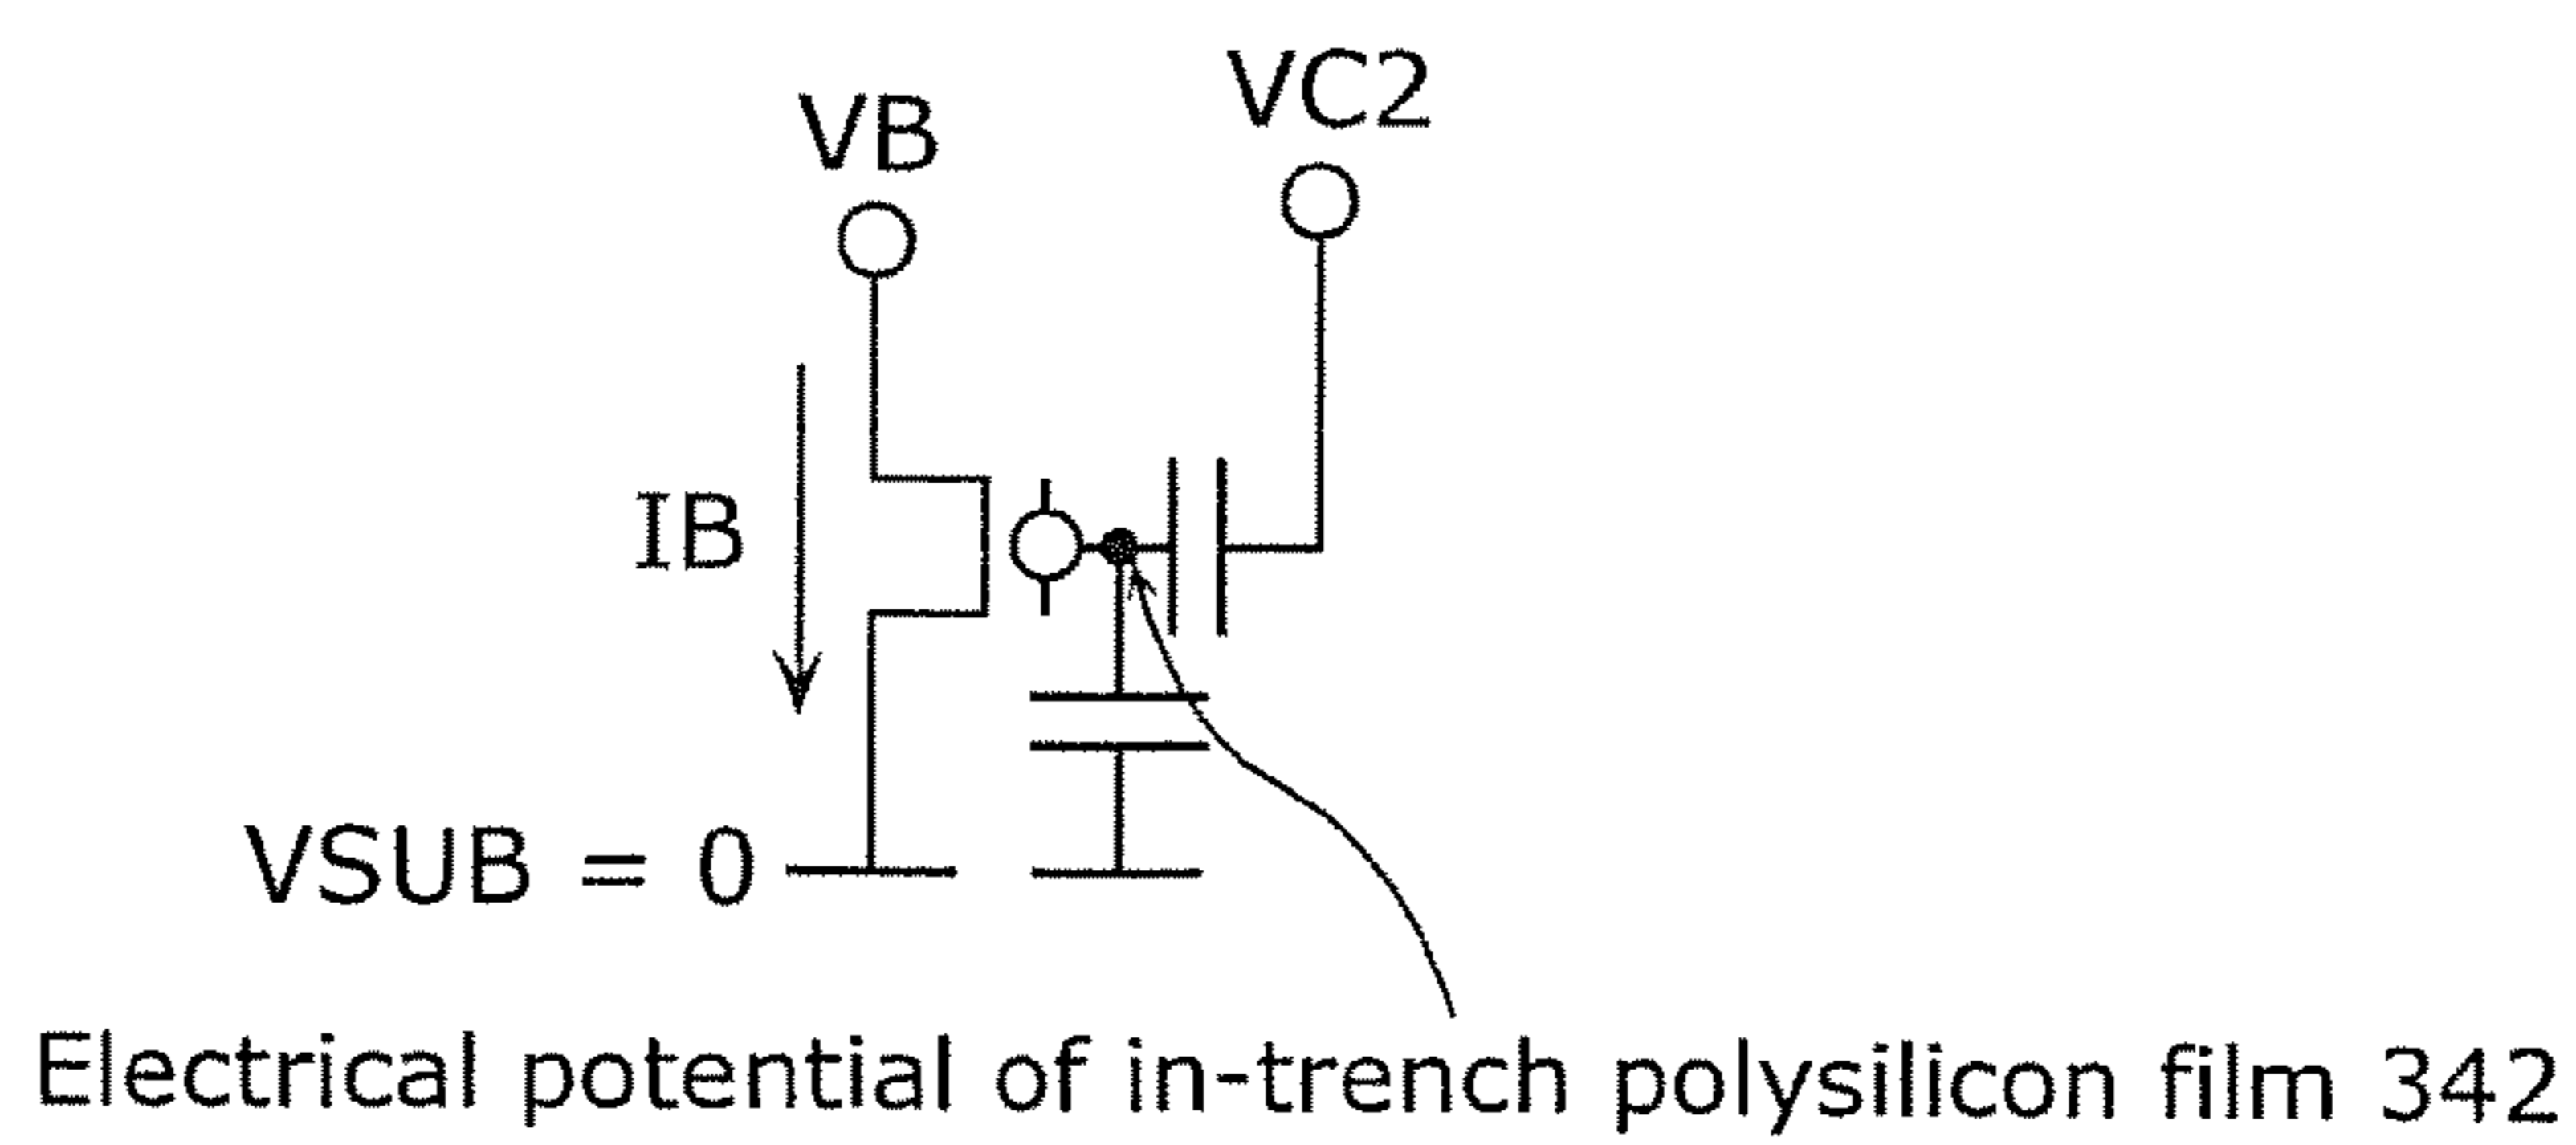 VC2
VB
IB
VSUB = 0
Electrical potential of in-trench polysilicon film 342